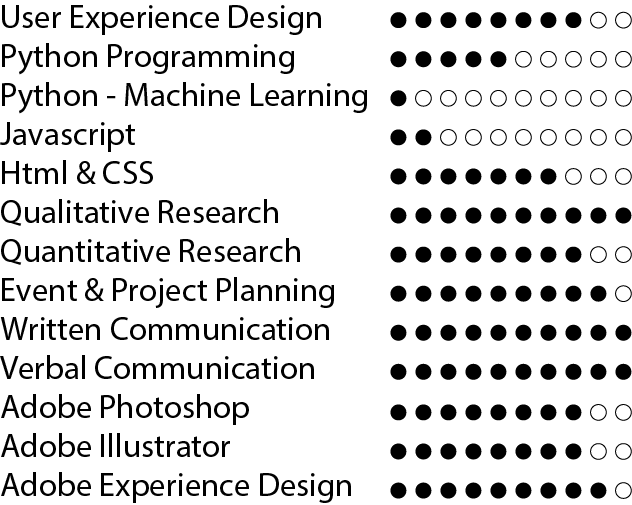 User Experience Design
Python Programming
Python - Machine Learning
Javascript
Html & CSS
Qualitative Research
Quantitative Research
Event & Project Planning
Written Communication
Verbal Communication
Adobe Photoshop
Adobe Illustrator
Adobe Experience Design